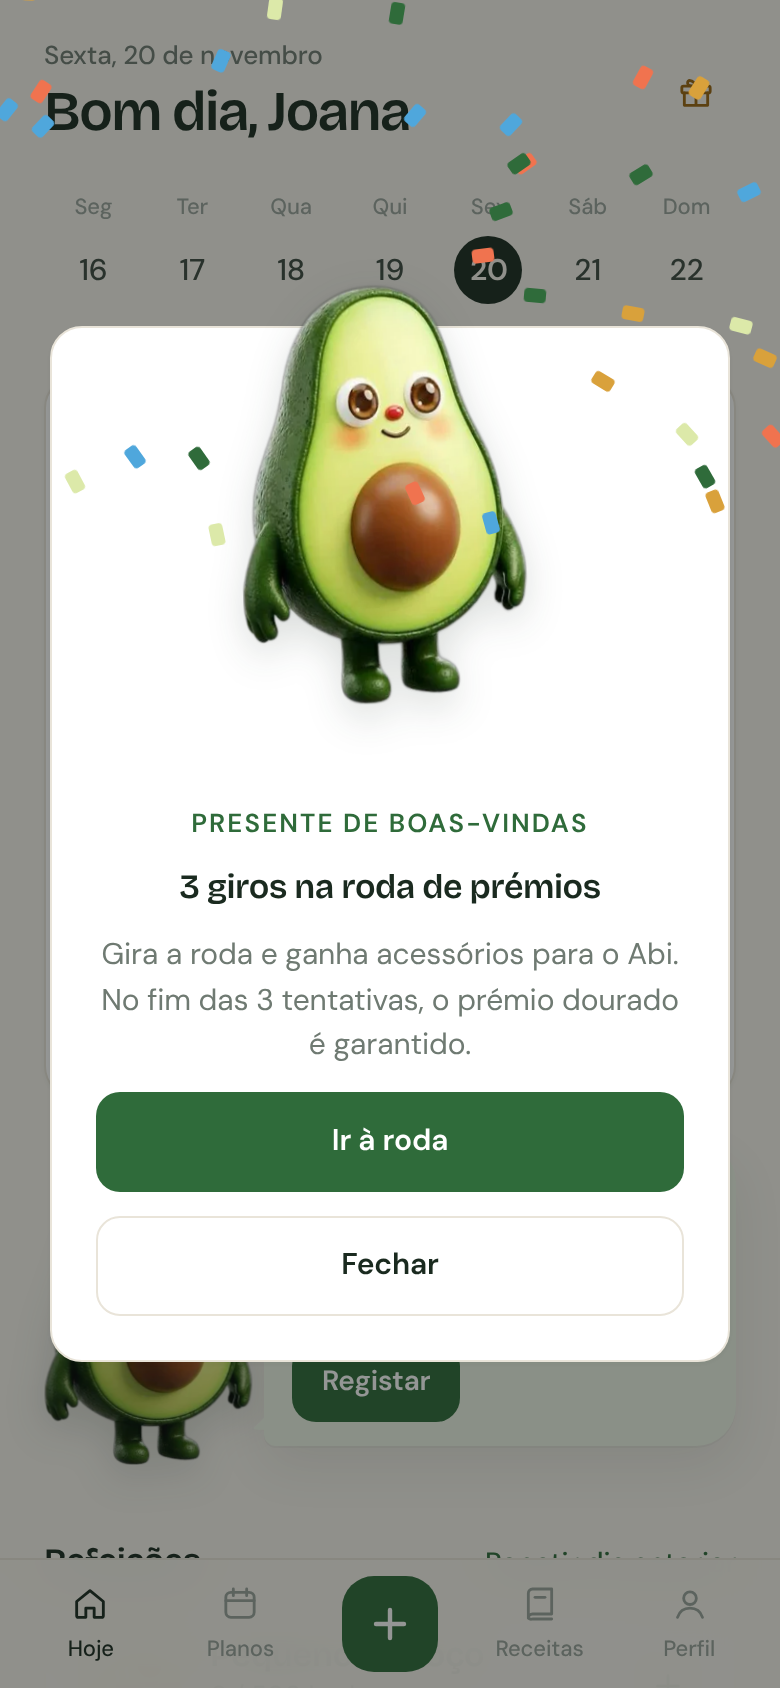 Sexta, 20 de novembro
Bom dia, Joana
Seg Ter Qua Qui Sex Sáb Dom
16 17 18 19 20 21 22
PRESENTE DE BOAS-VINDAS
3 giros na roda de prémios
Gira a roda e ganha acessórios para o Abi.
No fim das 3 tentativas, o prémio dourado
é garantido.
Ir à roda
Fechar
Registar
Refeições
Hoje Planos Receitas Perfil